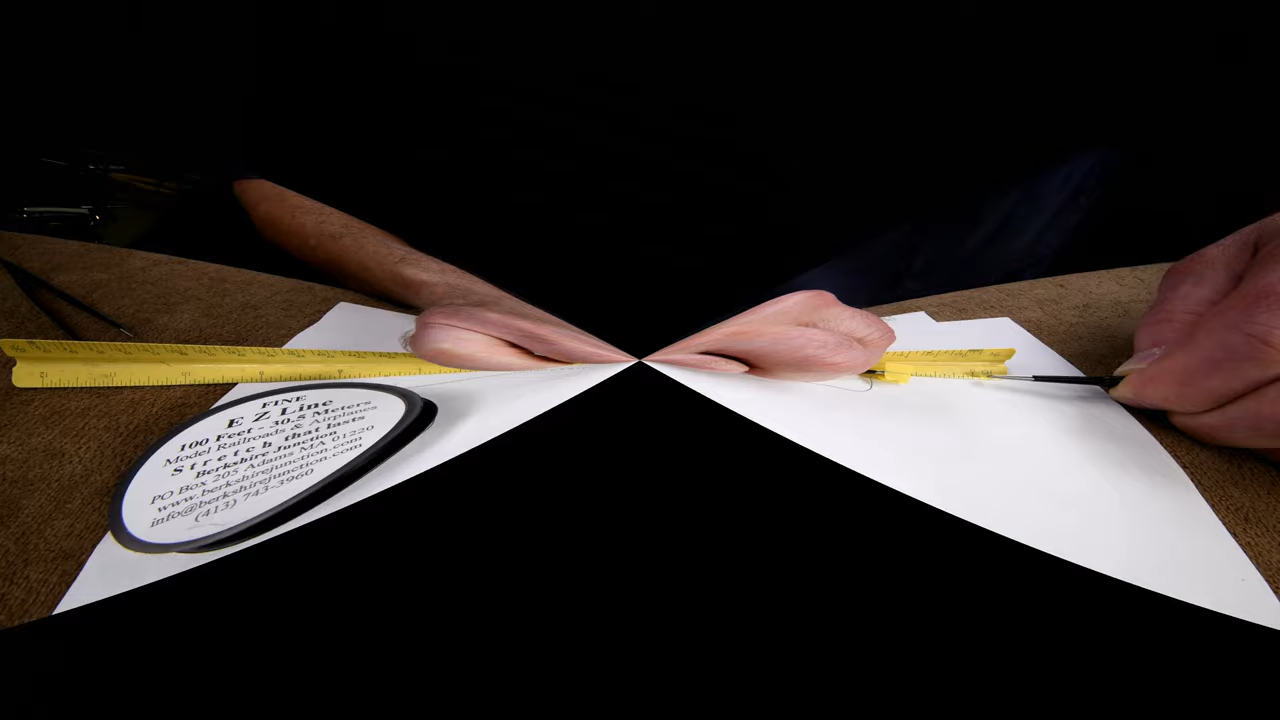 FINE
E Z Line
100 Feet - 30.5 Meters
Model Railroads & Airplanes
Stretch that lasts
Berkshire Junction
PO Box 205 Adams MA 01220
www.berkshirejunction.com
info@berkshirejunction.com
(413) 743-3960